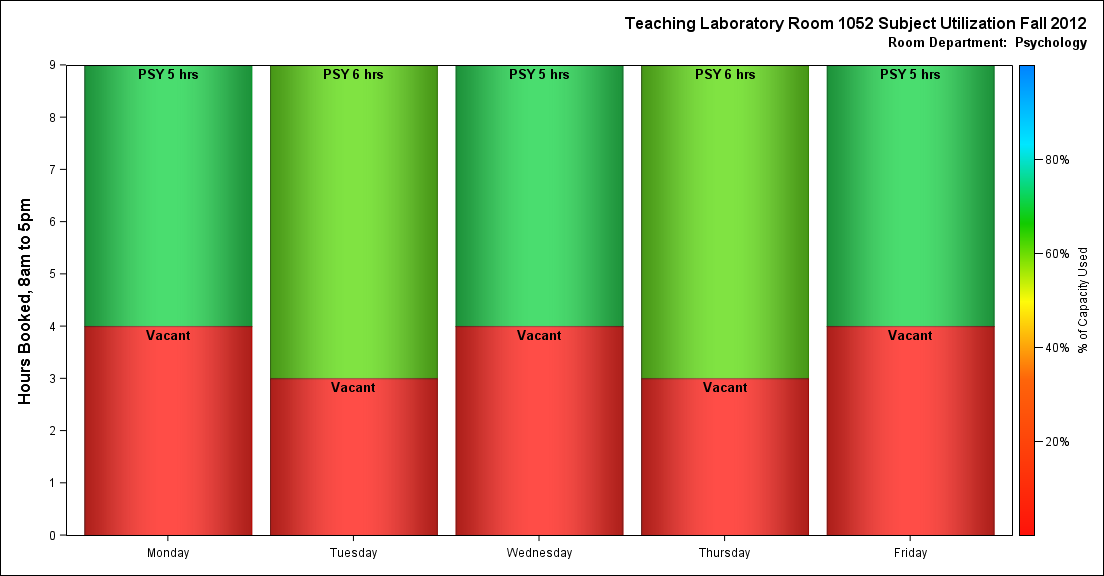 Teaching Laboratory Room 1052 Subject Utilization Fall 2012
Room Department:  Psychology
Hours Booked, 8am to 5pm
9
8
7
6
5
4
3
2
1
0
PSY 5 hrs
PSY 6 hrs
PSY 5 hrs
PSY 6 hrs
PSY 5 hrs
Vacant
Vacant
Vacant
Vacant
Vacant
Monday
Tuesday
Wednesday
Thursday
Friday
80%
60%
40%
20%
% of Capacity Used